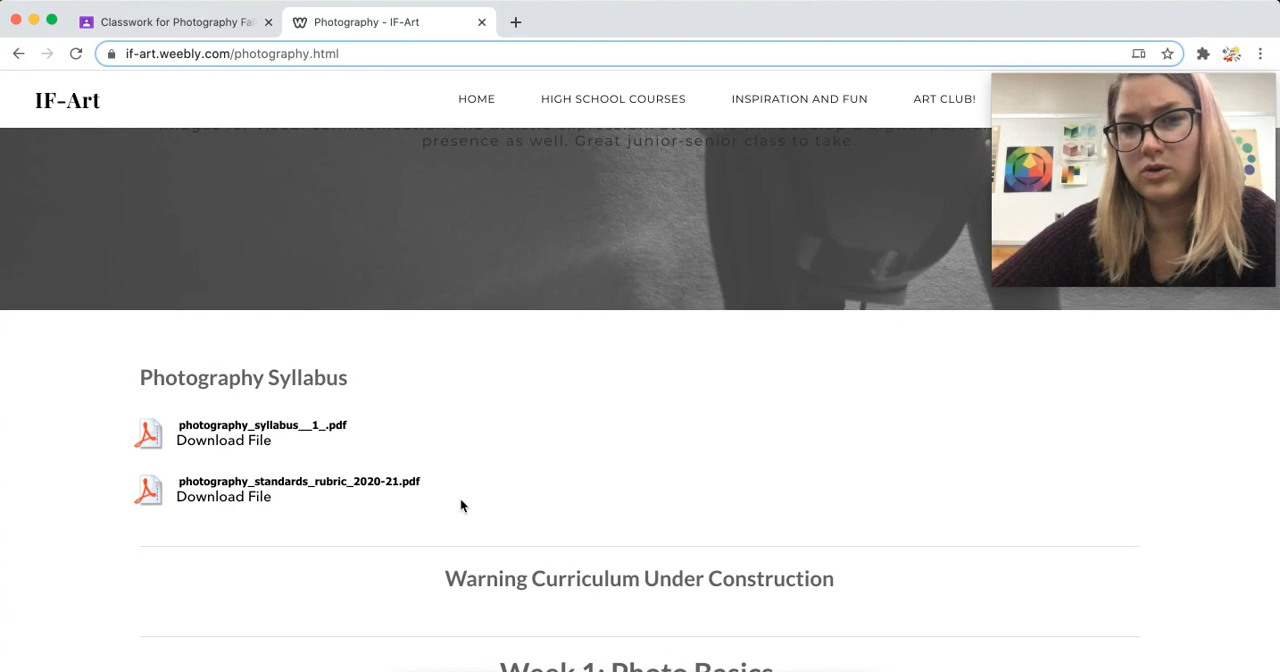 Classwork for Photography Fal
Photography - IF-Art
if-art.weebly.com/photography.html
IF-Art
HOME
HIGH SCHOOL COURSES
INSPIRATION AND FUN
ART CLUB!
presence as well. Great junior-senior class to take.
Photography Syllabus
photography_syllabus__1_.pdf
Download File
photography_standards_rubric_2020-21.pdf
Download File
Warning Curriculum Under Construction
Week 1: Photo Basics